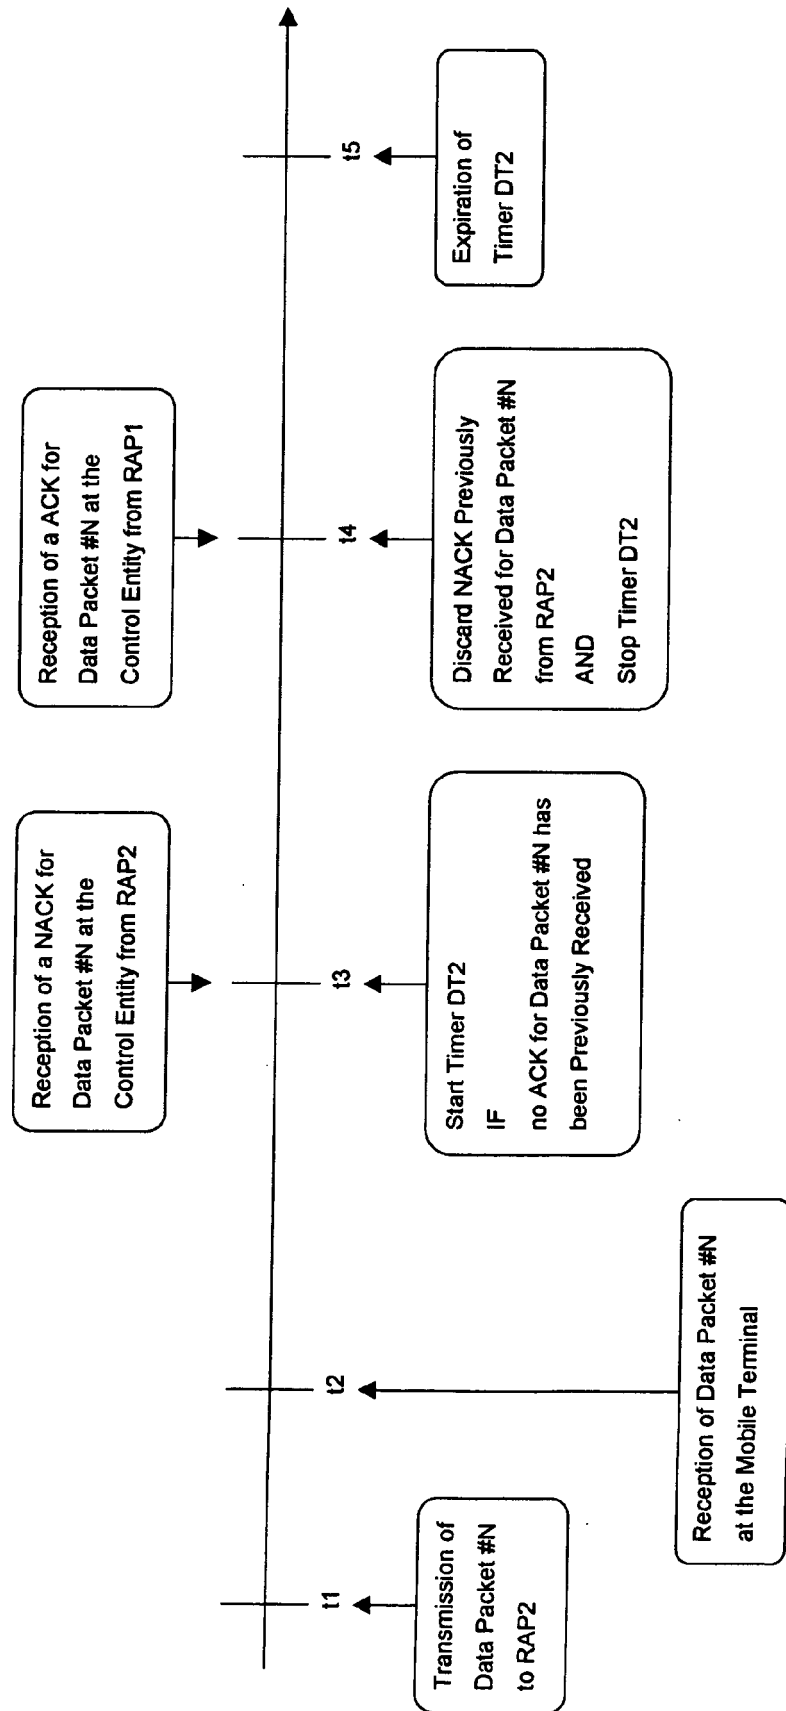 Transmission of
Data Packet #N
to RAP2
t1
Reception of Data Packet #N
at the Mobile Terminal
t2
Reception of a NACK for
Data Packet #N at the
Control Entity from RAP2
t3
Start Timer DT2
IF
no ACK for Data Packet #N has
been Previously Received
Reception of a ACK for
Data Packet #N at the
Control Entity from RAP1
t4
Discard NACK Previously
Received for Data Packet #N
from RAP2
AND
Stop Timer DT2
t5
Expiration of
Timer DT2